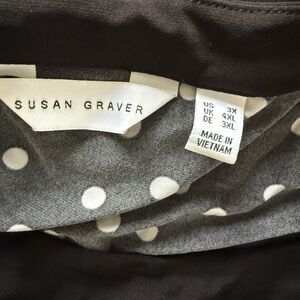 SUSAN GRAVER
US 3X
UK 4XL
DE 3XL
MADE IN
VIETNAM